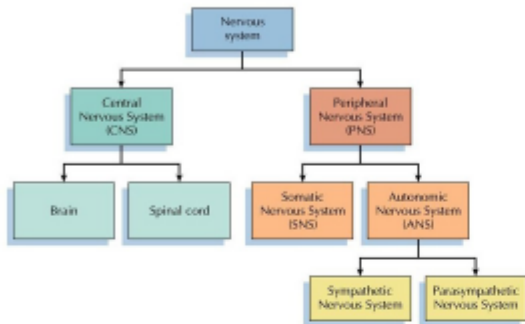 Nervous
system
Central
Nervous System
(CNS)
Peripheral
Nervous System
(PNS)
Brain
Spinal cord
Somatic
Nervous System
(SNS)
Autonomic
Nervous System
(ANS)
Sympathetic
Nervous System
Parasympathetic
Nervous System